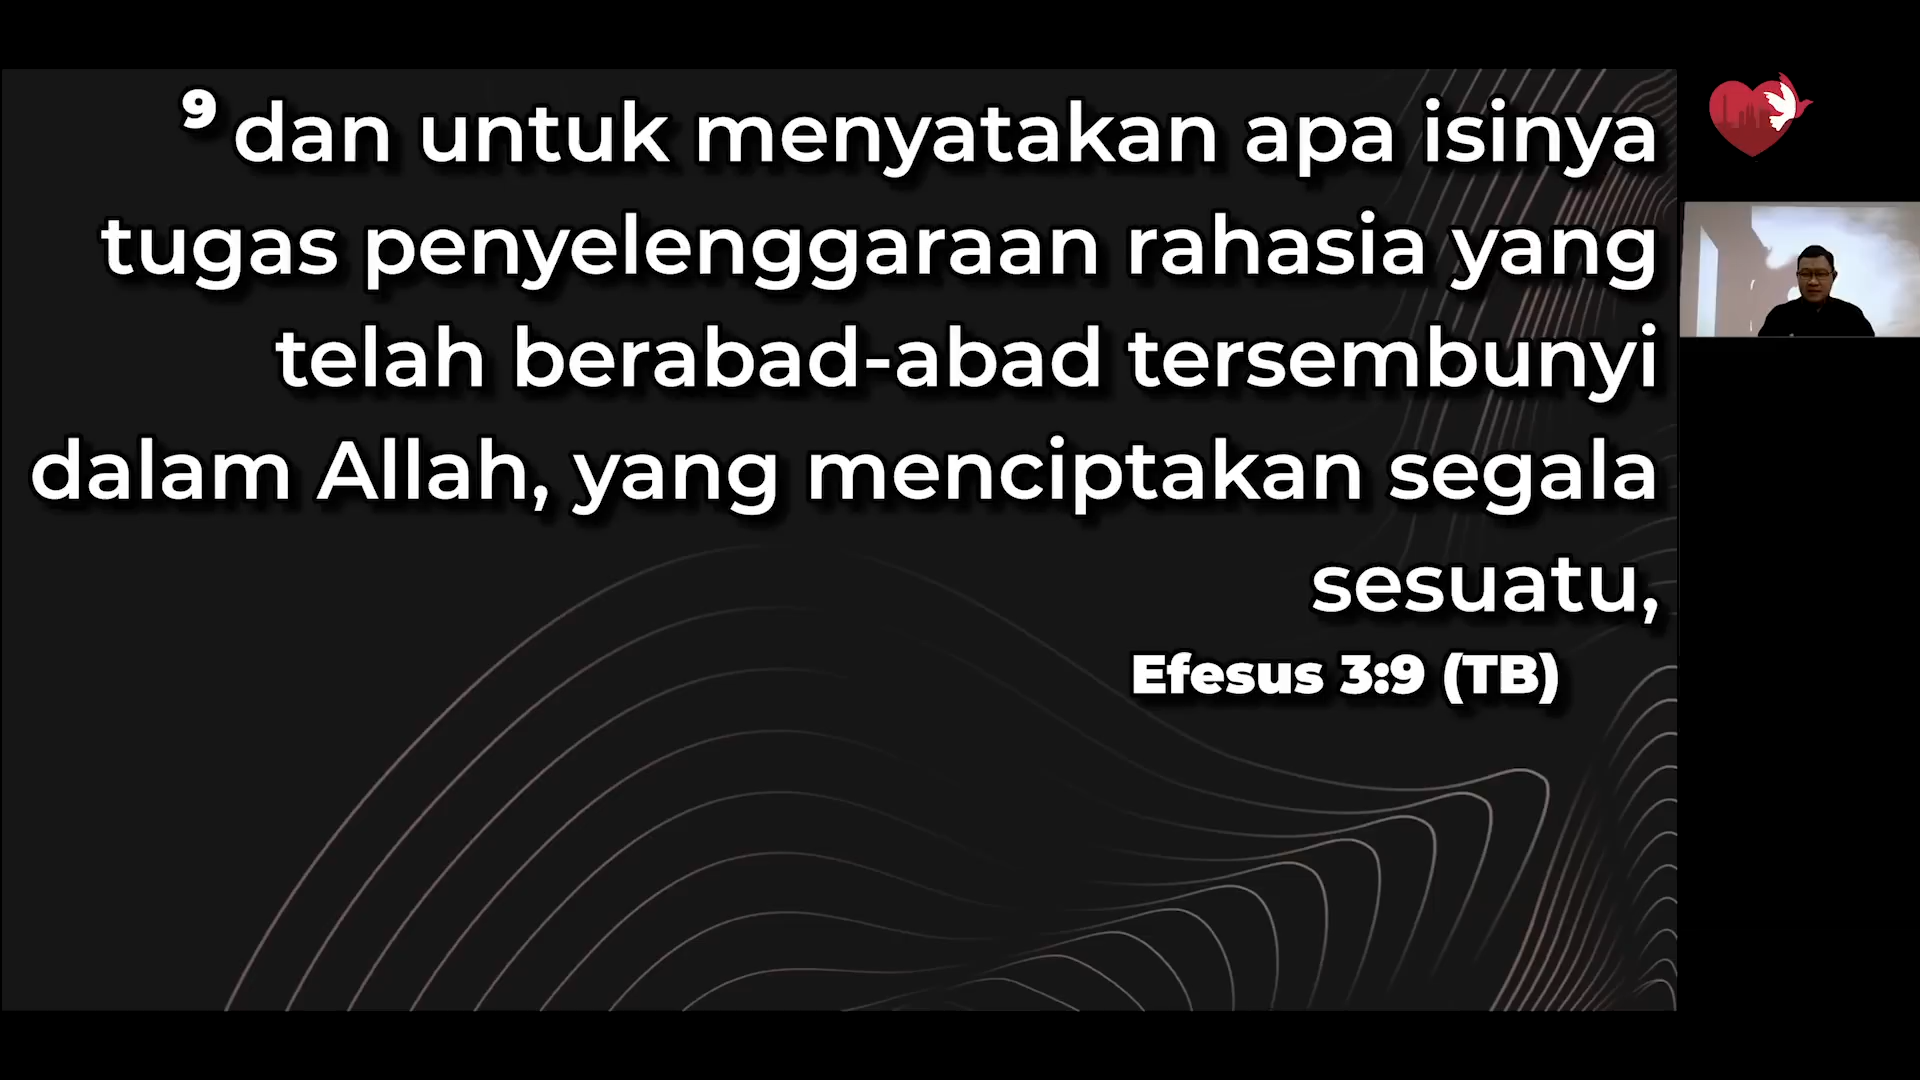 9 dan untuk menyatakan apa isinya
tugas penyelenggaraan rahasia yang
telah berabad-abad tersembunyi
dalam Allah, yang menciptakan segala
sesuatu,
Efesus 3:9 (TB)